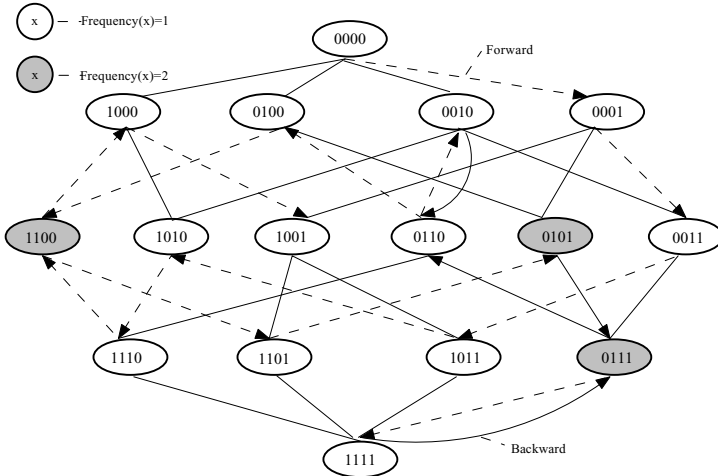 x - Frequency(x)=1
0000
Forward
x - Frequency(x)=2
1000 0100 0010 0001
1100 1010 1001 0110 0101 0011
1110 1101 1011 0111
Backward
1111